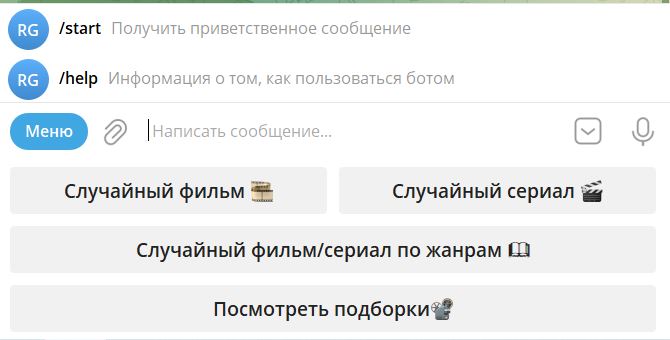 RG /start Получить приветственное сообщение
RG /help Информация о том, как пользоваться ботом
Меню Написать сообщение...
Случайный фильм 🎞️ Случайный сериал 🎬
Случайный фильм/сериал по жанрам 📖
Посмотреть подборки📽️